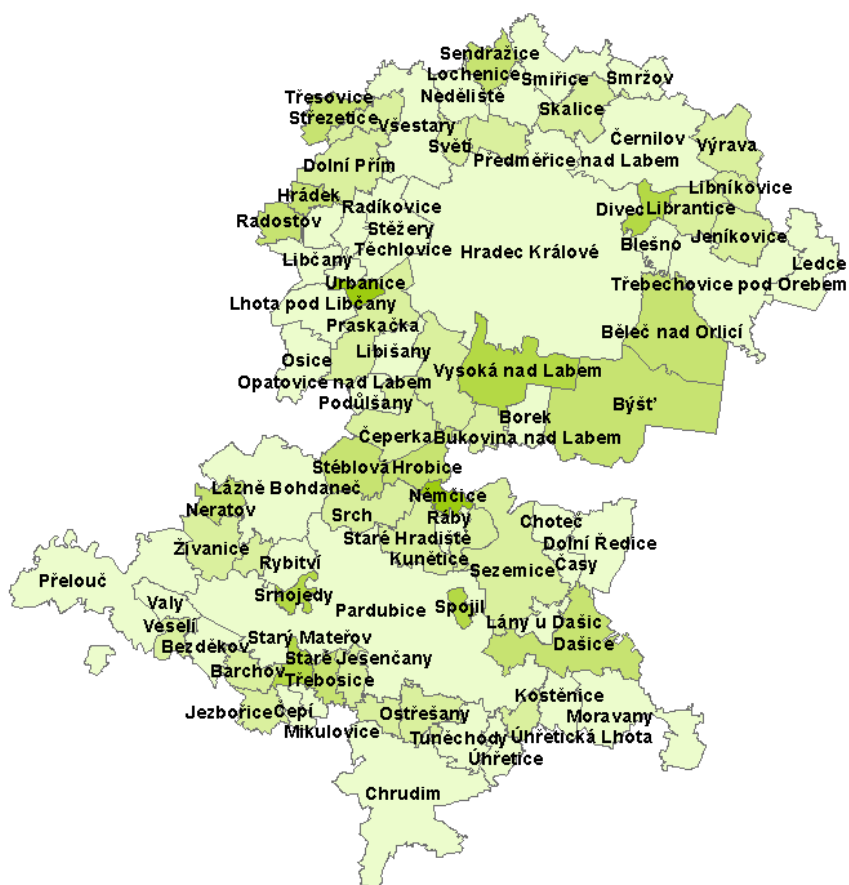 Sendražice
Lochenice
Smiřice
Smržov
Neděliště
Třesovice
Střezetice
Skalice
Všestary
Světí
Černilov
Výrava
Předměřice nad Labem
Dolní Přím
Libníkovice
Hrádek
Radíkovice
Divec
Librantice
Radostov
Stěžery
Jeníkovice
Blešno
Těchlovice
Hradec Králové
Libčany
Ledce
Urbanice
Třebechovice pod Orebem
Lhota pod Libčany
Praskačka
Běleč nad Orlicí
Libišany
Osice
Vysoká nad Labem
Opatovice nad Labem
Podůlšany
Býšť
Borek
Čeperka
Bukovina nad Labem
Stéblová
Hrobice
Lázně Bohdaneč
Němčice
Neratov
Srch
Ráby
Choteč
Staré Hradiště
Dolní Ředice
Živanice
Kunětice
Rybitví
Časy
Sezemice
Přelouč
Srnojedy
Valy
Pardubice
Spojil
Lány u Dašic
Veselí
Starý Mateřov
Bezděkov
Dašice
Staré Jesenčany
Barchov
Třebosice
Kostěnice
Jezbořice
Čepí
Ostřešany
Moravany
Mikulovice
Tuněchody
Úhřetická Lhota
Úhřetice
Chrudim